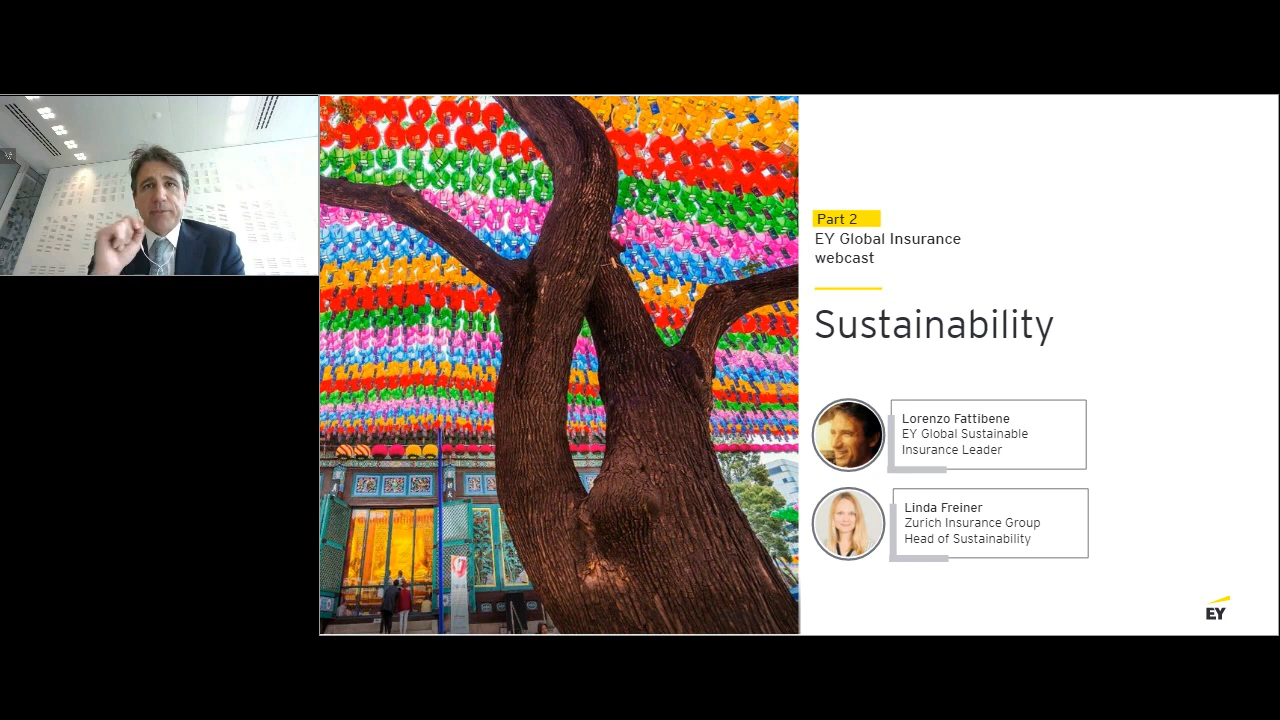 Part 2
EY Global Insurance
webcast
Sustainability
Lorenzo Fattibene
EY Global Sustainable
Insurance Leader
Linda Freiner
Zurich Insurance Group
Head of Sustainability
EY